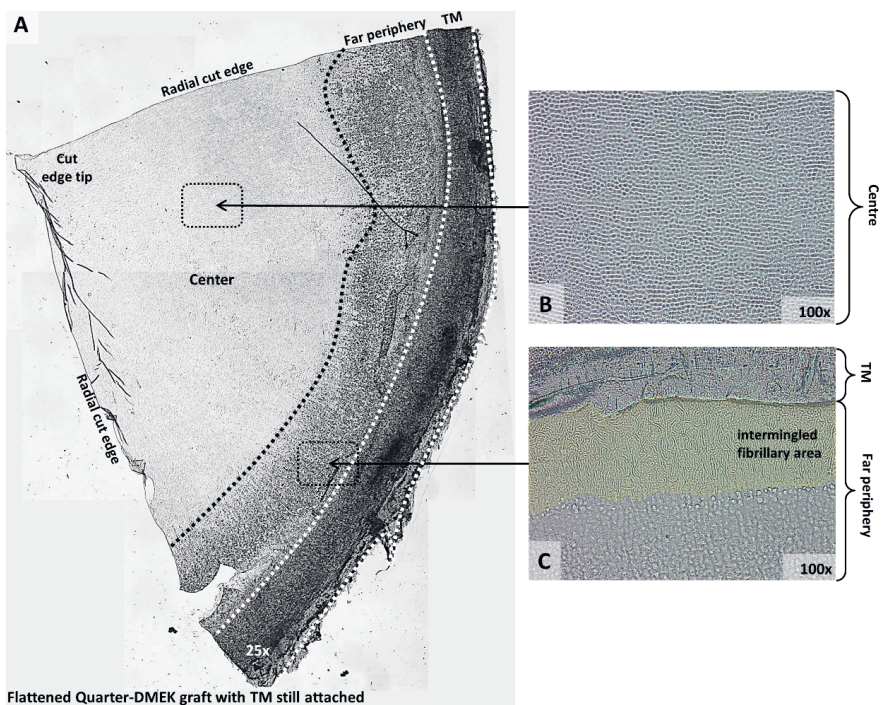 A
Radial cut edge
Far periphery
TM
Cut
edge tip
Center
Radial cut edge
25x
Flattened Quarter-DMEK graft with TM still attached
B
100x
Centre
TM
intermingled
fibrillary area
Far periphery
C
100x